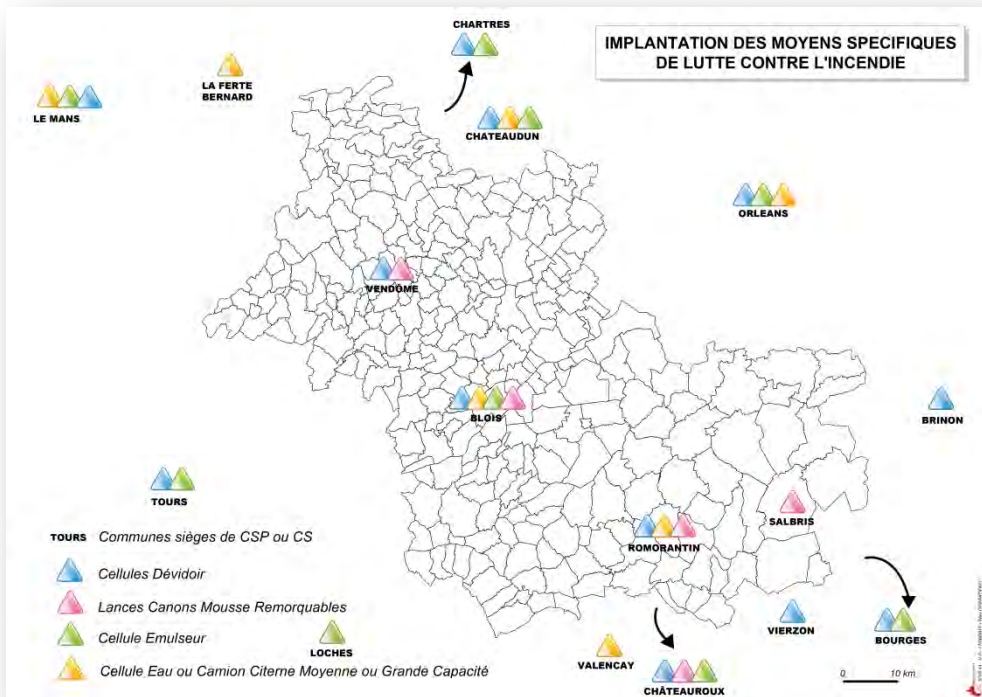 CHARTRES
IMPLANTATION DES MOYENS SPECIFIQUES
DE LUTTE CONTRE L'INCENDIE
LA FERTE
BERNARD
LE MANS
CHATEAUDUN
ORLEANS
VENDÔME
BLOIS
BRINON
TOURS
SALBRIS
ROMORANTIN
TOURS Communes sièges de CSP ou CS
Cellules Dévidoir
Lances Canons Mousse Remorquables
Cellule Emulseur
Cellule Eau ou Camion Citerne Moyenne ou Grande Capacité
LOCHES
VALENCAY
CHÂTEAUROUX
VIERZON
BOURGES
0 10 km